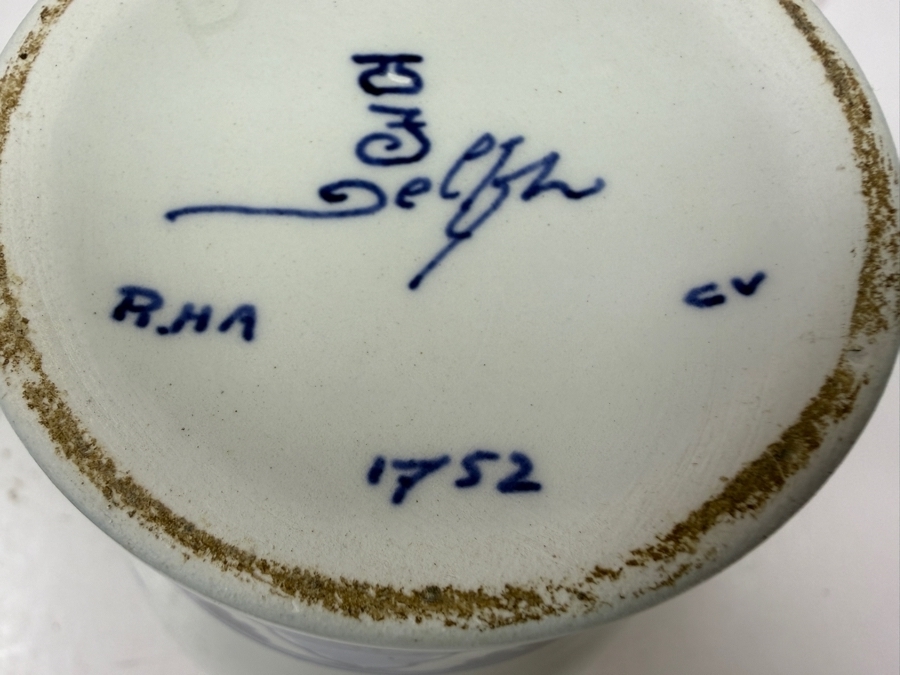 Delft
R.HA
CV
1752